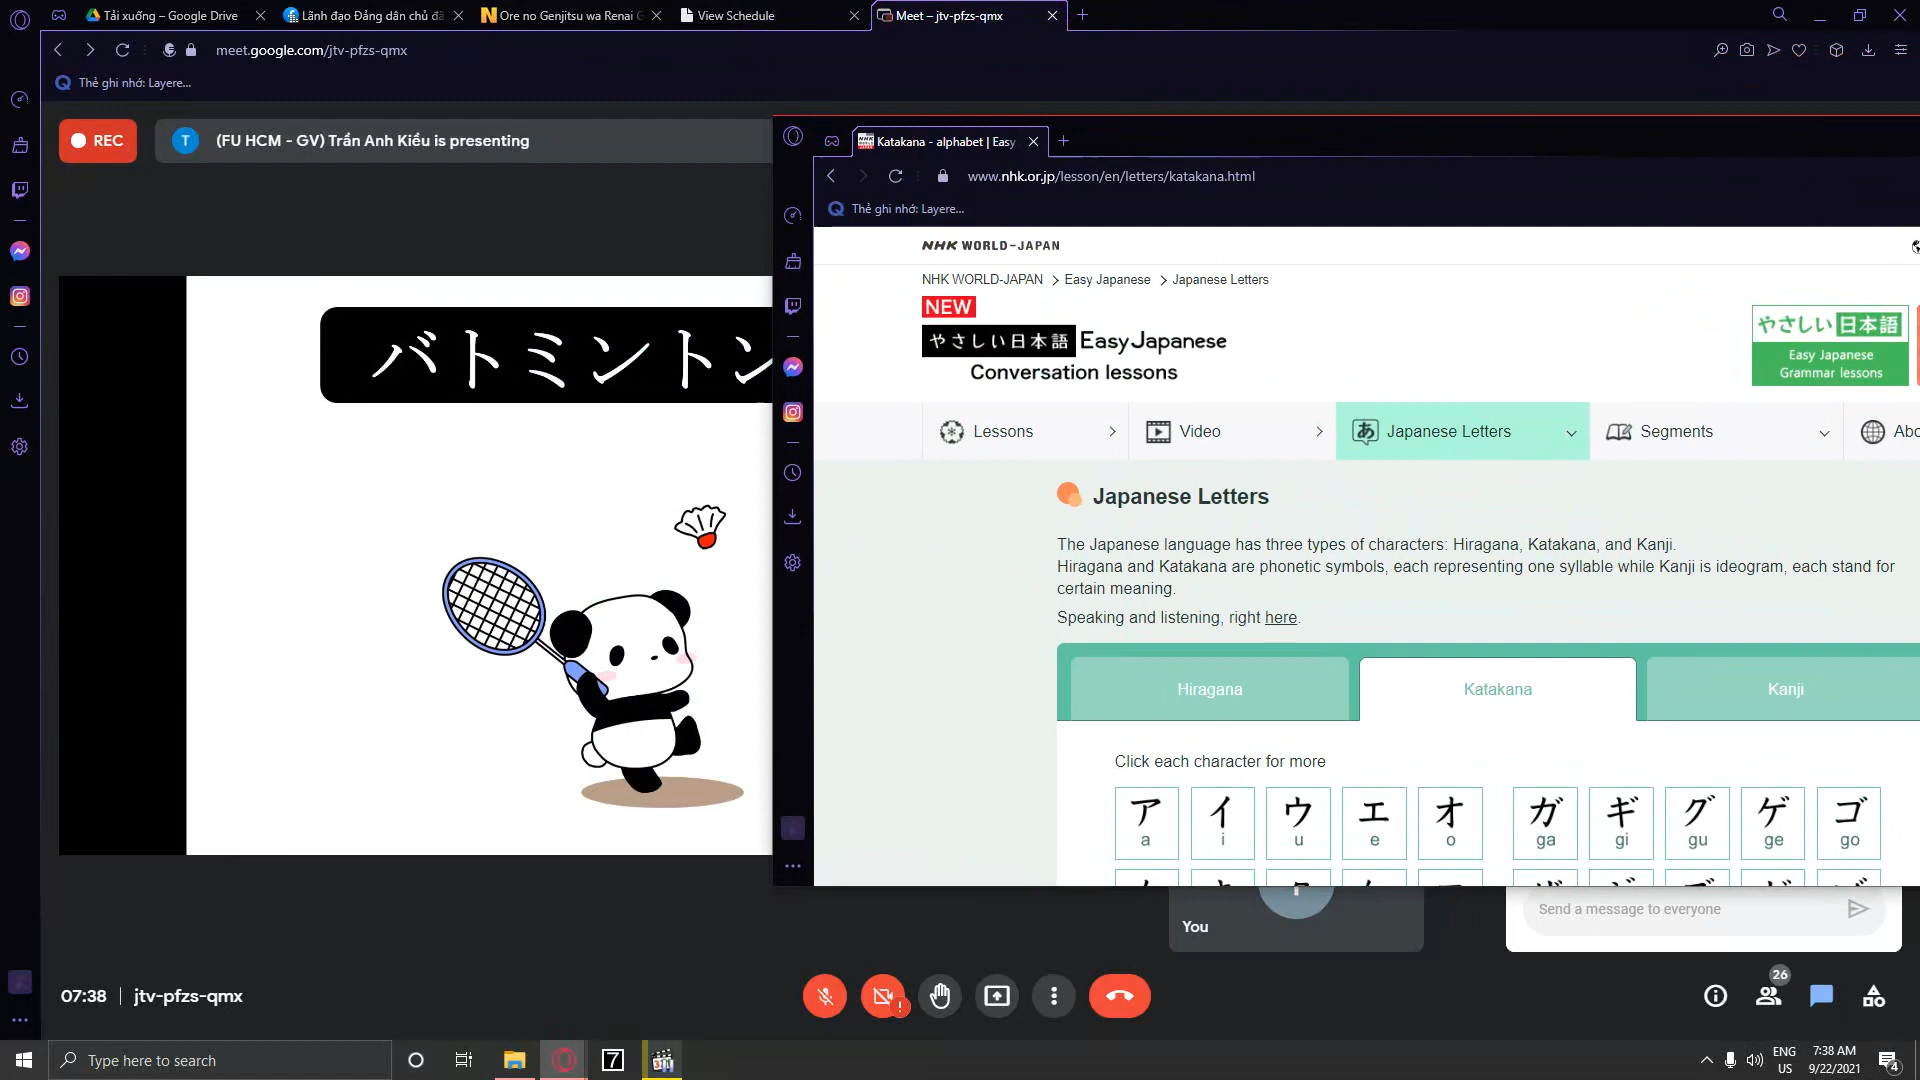 Tải xuống – Google Drive
Lãnh đạo Đảng dân chủ đã
Ore no Genjitsu wa Renai G
View Schedule
Meet – jtv-pfzs-qmx
meet.google.com/jtv-pfzs-qmx
Thẻ ghi nhớ: Layere...
REC
T
(FU HCM - GV) Trần Anh Kiều is presenting
Katakana - alphabet | Easy
www.nhk.or.jp/lesson/en/letters/katakana.html
Thẻ ghi nhớ: Layere...
NHK WORLD-JAPAN
NHK WORLD-JAPAN > Easy Japanese > Japanese Letters
NEW
やさしい日本語 Easy Japanese
Conversation lessons
やさしい日本語
Easy Japanese
Grammar lessons
バトミントン
Lessons
Video
あ Japanese Letters
Segments
Abo
Japanese Letters
The Japanese language has three types of characters: Hiragana, Katakana, and Kanji.
Hiragana and Katakana are phonetic symbols, each representing one syllable while Kanji is ideogram, each stand for
certain meaning.
Speaking and listening, right here.
Hiragana
Katakana
Kanji
Click each character for more
ア イ ウ エ オ ガ ギ グ ゲ ゴ
a i u e o ga gi gu ge go
You
Send a message to everyone
07:38 | jtv-pfzs-qmx
26
Type here to search
7
ENG
US
7:38 AM
9/22/2021
4